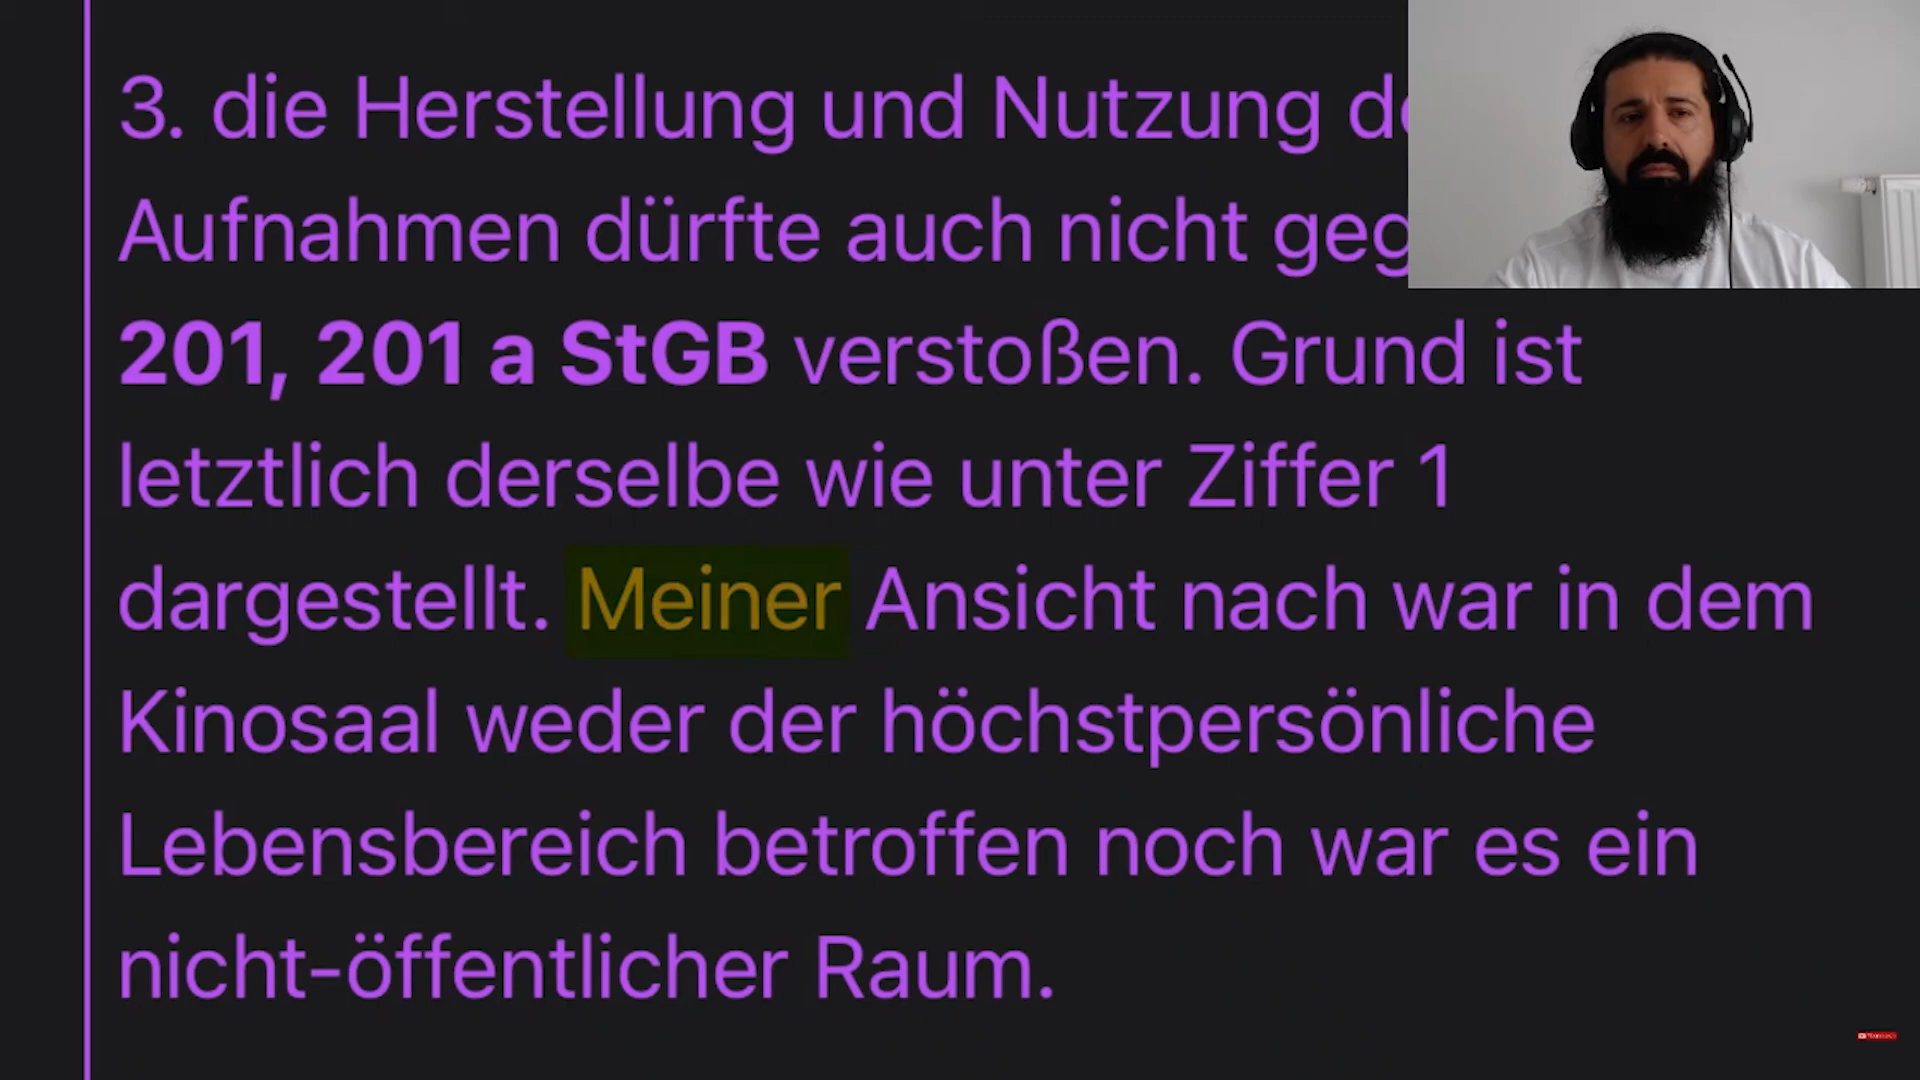 3. die Herstellung und Nutzung
Aufnahmen dürfte auch nicht
201, 201 a StGB verstoßen. Grund ist
letztlich derselbe wie unter Ziffer 1
dargestellt. Meiner Ansicht nach war in dem
Kinosaal weder der höchstpersönliche
Lebensbereich betroffen noch war es ein
nicht-öffentlicher Raum.